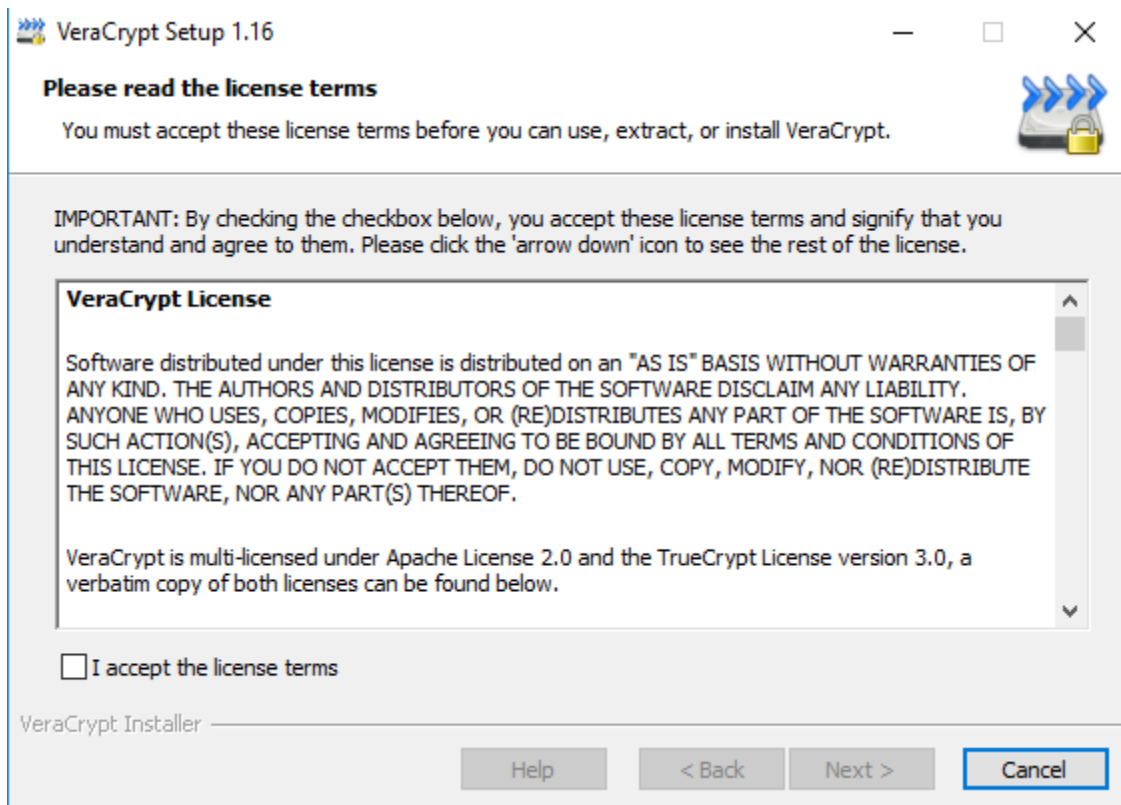 VeraCrypt Setup 1.16
Please read the license terms
You must accept these license terms before you can use, extract, or install VeraCrypt.
IMPORTANT: By checking the checkbox below, you accept these license terms and signify that you
understand and agree to them. Please click the 'arrow down' icon to see the rest of the license.
VeraCrypt License
Software distributed under this license is distributed on an "AS IS" BASIS WITHOUT WARRANTIES OF
ANY KIND. THE AUTHORS AND DISTRIBUTORS OF THE SOFTWARE DISCLAIM ANY LIABILITY.
ANYONE WHO USES, COPIES, MODIFIES, OR (RE)DISTRIBUTES ANY PART OF THE SOFTWARE IS, BY
SUCH ACTION(S), ACCEPTING AND AGREEING TO BE BOUND BY ALL TERMS AND CONDITIONS OF
THIS LICENSE. IF YOU DO NOT ACCEPT THEM, DO NOT USE, COPY, MODIFY, NOR (RE)DISTRIBUTE
THE SOFTWARE, NOR ANY PART(S) THEREOF.
VeraCrypt is multi-licensed under Apache License 2.0 and the TrueCrypt License version 3.0, a
verbatim copy of both licenses can be found below.
I accept the license terms
VeraCrypt Installer
Help < Back Next > Cancel